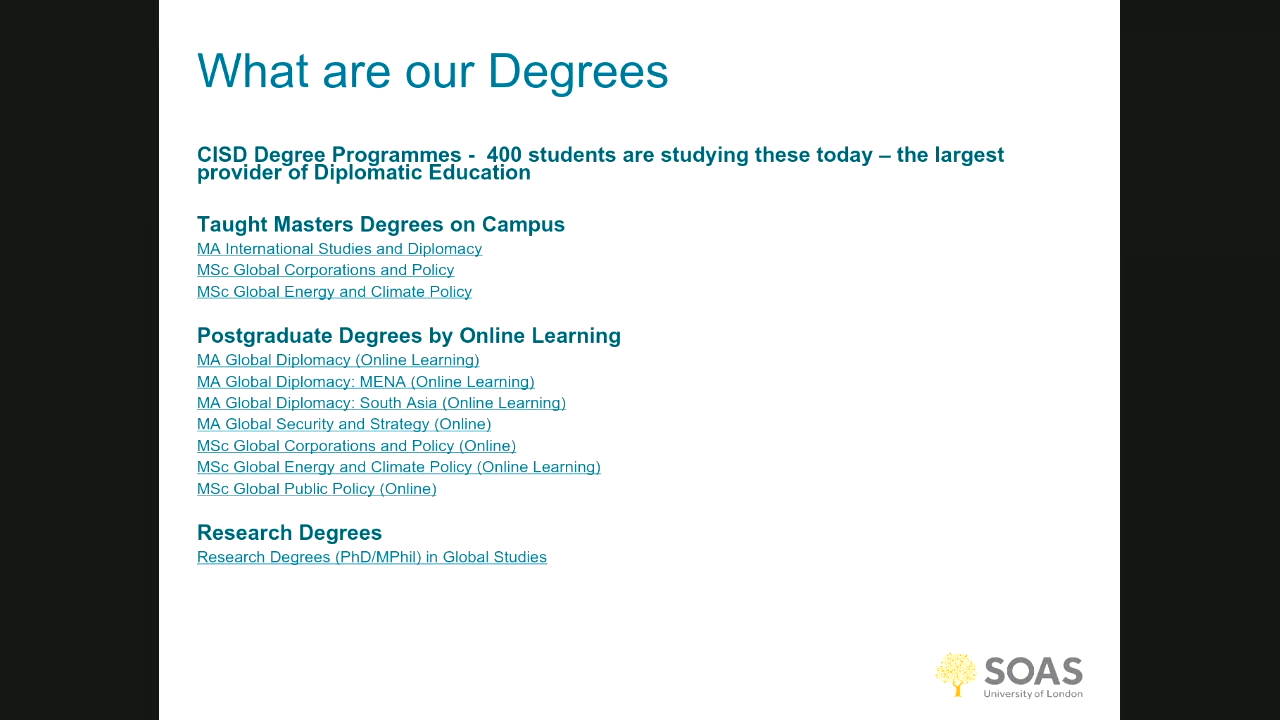 What are our Degrees
CISD Degree Programmes -  400 students are studying these today – the largest
provider of Diplomatic Education
Taught Masters Degrees on Campus
MA International Studies and Diplomacy
MSc Global Corporations and Policy
MSc Global Energy and Climate Policy
Postgraduate Degrees by Online Learning
MA Global Diplomacy (Online Learning)
MA Global Diplomacy: MENA (Online Learning)
MA Global Diplomacy: South Asia (Online Learning)
MA Global Security and Strategy (Online)
MSc Global Corporations and Policy (Online)
MSc Global Energy and Climate Policy (Online Learning)
MSc Global Public Policy (Online)
Research Degrees
Research Degrees (PhD/MPhil) in Global Studies
SOAS
University of London